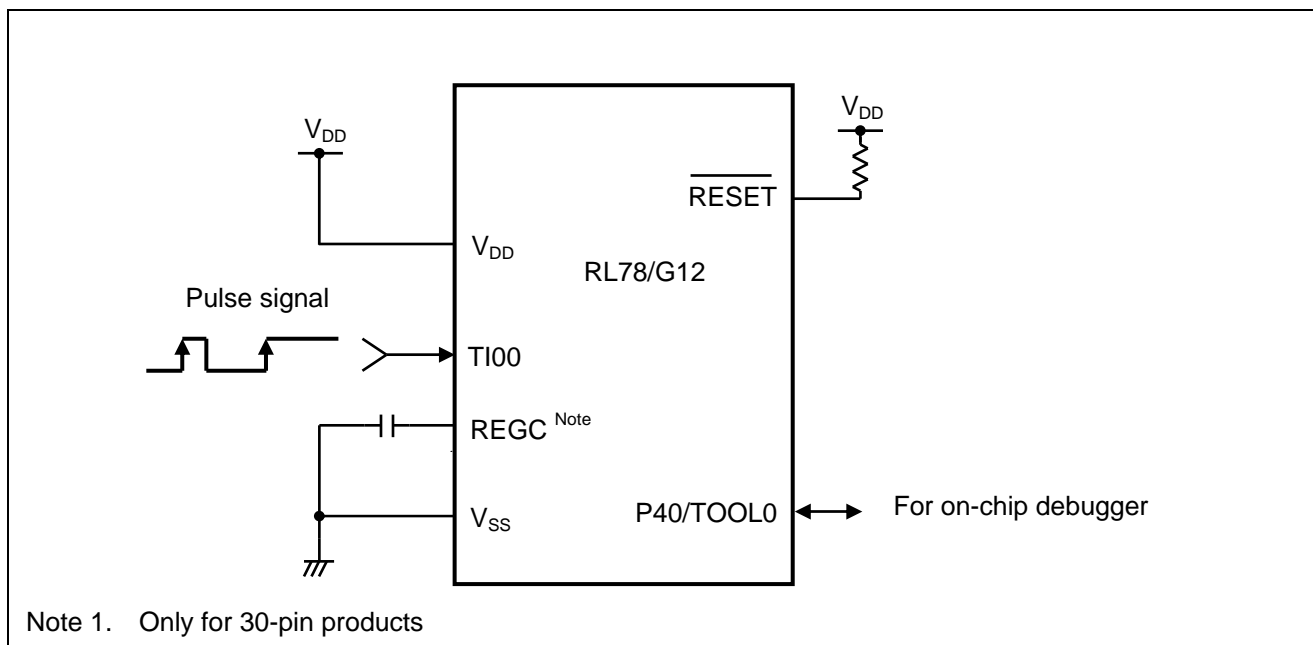 VDD
VDD
RESET
VDD
RL78/G12
Pulse signal
TI00
REGC Note
VSS
P40/TOOL0
For on-chip debugger
Note 1. Only for 30-pin products